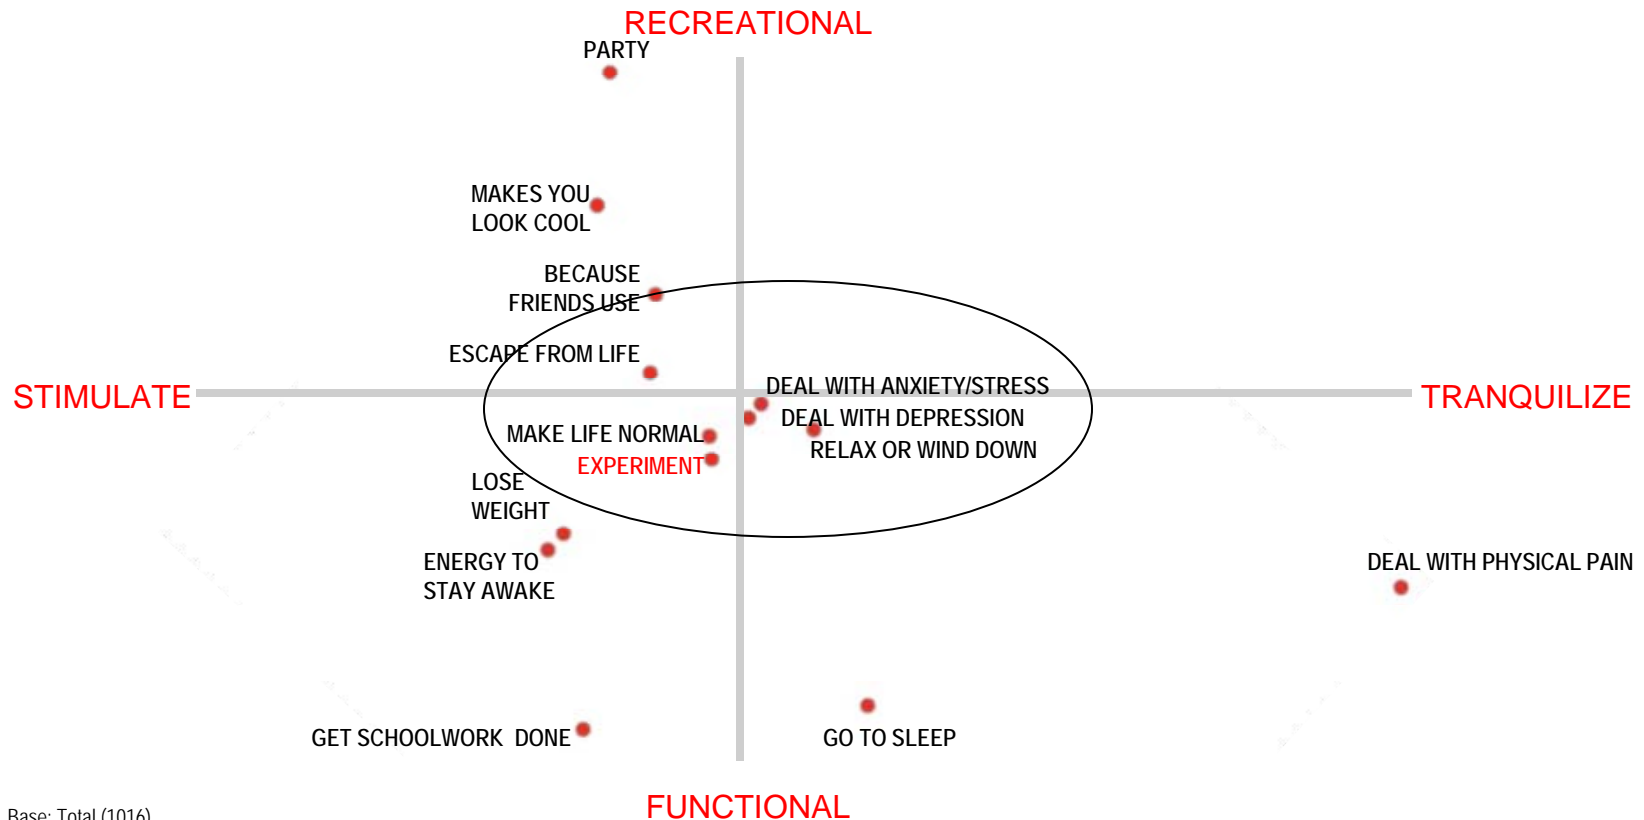 RECREATIONAL
PARTY
MAKES YOU
LOOK COOL
BECAUSE
FRIENDS USE
ESCAPE FROM LIFE
STIMULATE
DEAL WITH ANXIETY/STRESS
TRANQUILIZE
DEAL WITH DEPRESSION
MAKE LIFE NORMAL
RELAX OR WIND DOWN
EXPERIMENT
LOSE
WEIGHT
ENERGY TO
STAY AWAKE
DEAL WITH PHYSICAL PAIN
GET SCHOOLWORK DONE
GO TO SLEEP
FUNCTIONAL
Base: Total (1016)